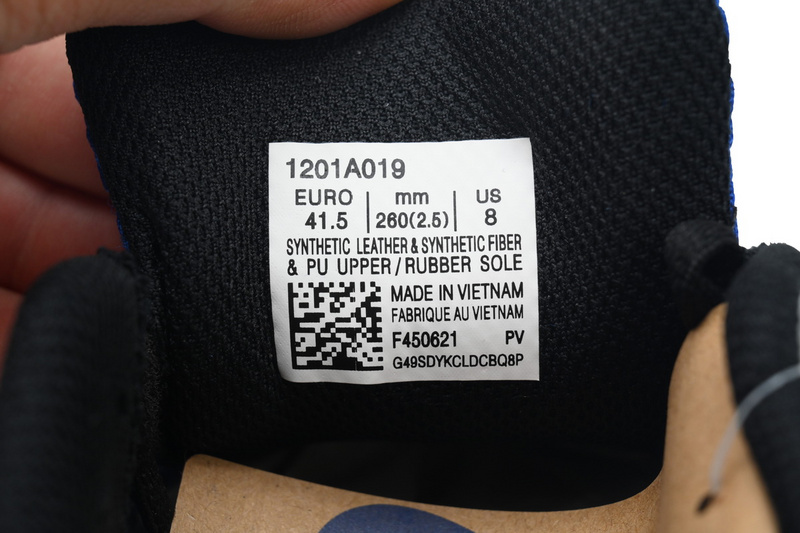 1201A019
EURO | mm | US
41.5 | 260(2.5) | 8
SYNTHETIC LEATHER & SYNTHETIC FIBER
& PU UPPER / RUBBER SOLE
MADE IN VIETNAM
FABRIQUE AU VIETNAM
F450621 PV
G49SDYKCLDCBQ8P